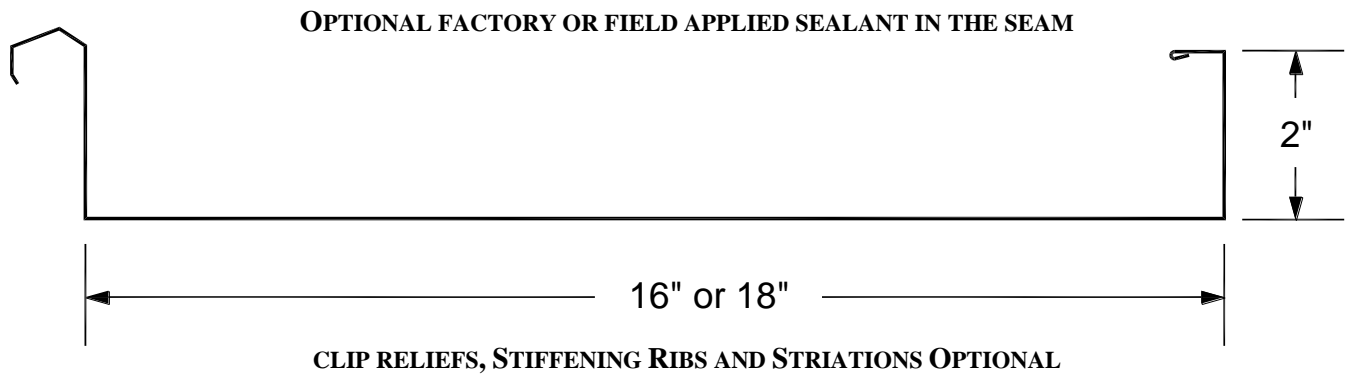 OPTIONAL FACTORY OR FIELD APPLIED SEALANT IN THE SEAM
2"
16" or 18"
CLIP RELIEFS, STIFFENING RIBS AND STRIATIONS OPTIONAL